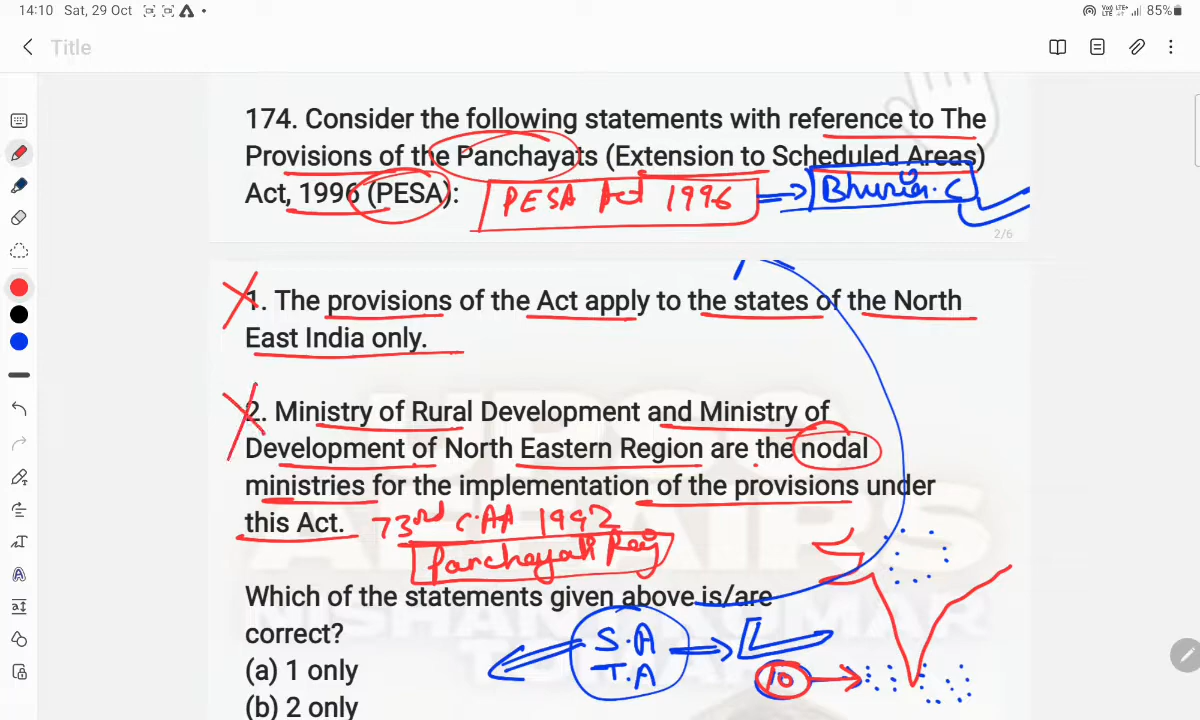 14:10 Sat, 29 Oct
85%
Title
174. Consider the following statements with reference to The
Provisions of the Panchayats (Extension to Scheduled Areas)
Act, 1996 (PESA):
PESA Act 1996
Bhuria.C
2/6
1. The provisions of the Act apply to the states of the North
East India only.
2. Ministry of Rural Development and Ministry of
Development of North Eastern Region are the nodal
ministries for the implementation of the provisions under
this Act.
73rd C.AA 1992
Panchayati Raj
Which of the statements given above is/are
correct?
S.A
T.A
10
(a) 1 only
(b) 2 only